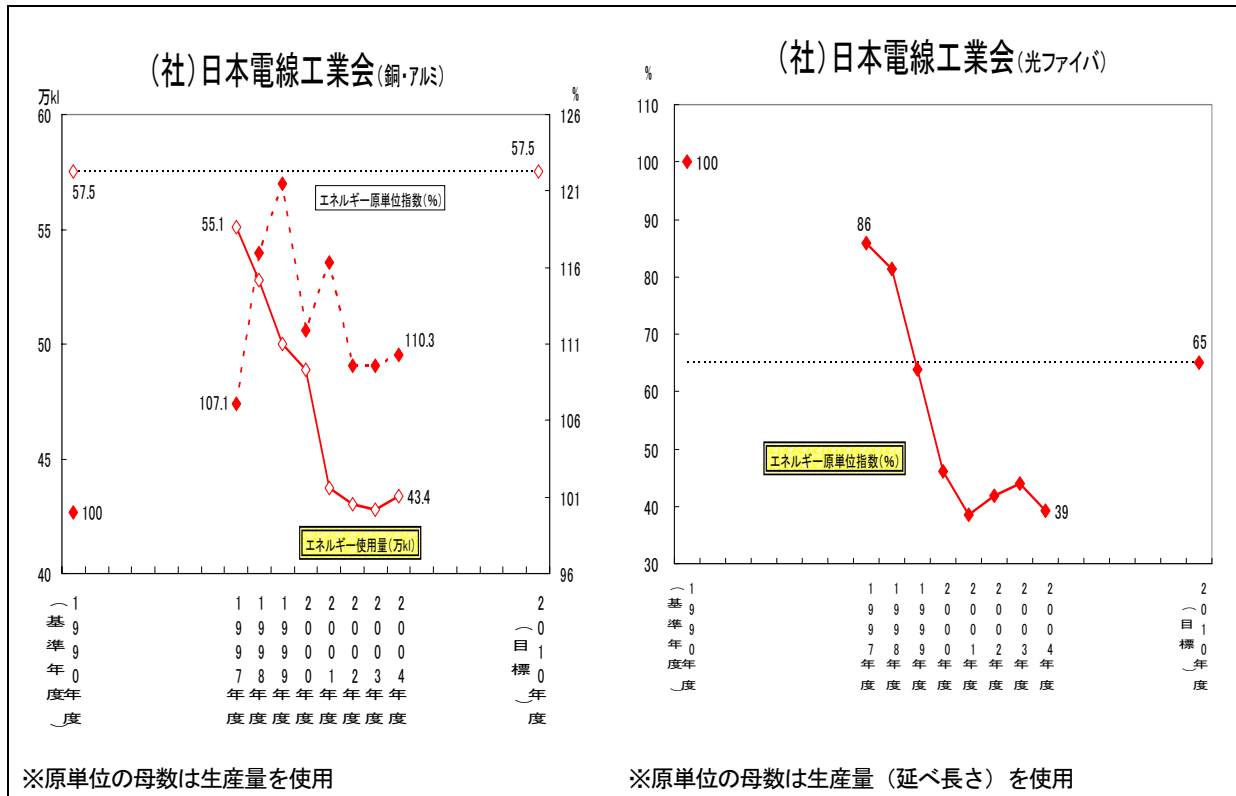 (社)日本電線工業会(銅・アルミ)
万kl
%
60
55
50
45
40
126
121
116
111
106
101
96
57.5
57.5
エネルギー原単位指数(%)
55.1
107.1
110.3
100
43.4
エネルギー使用量(万kl)
1990年度
(基準年度)
1997年度
1998年度
1999年度
2000年度
2001年度
2002年度
2003年度
2004年度
2010年度
(目標)
※原単位の母数は生産量を使用
(社)日本電線工業会(光ファイバ)
%
110
100
90
80
70
60
50
40
30
100
86
65
エネルギー原単位指数(%)
39
1990年度
(基準年度)
1997年度
1998年度
1999年度
2000年度
2001年度
2002年度
2003年度
2004年度
2010年度
(目標)
※原単位の母数は生産量（延べ長さ）を使用